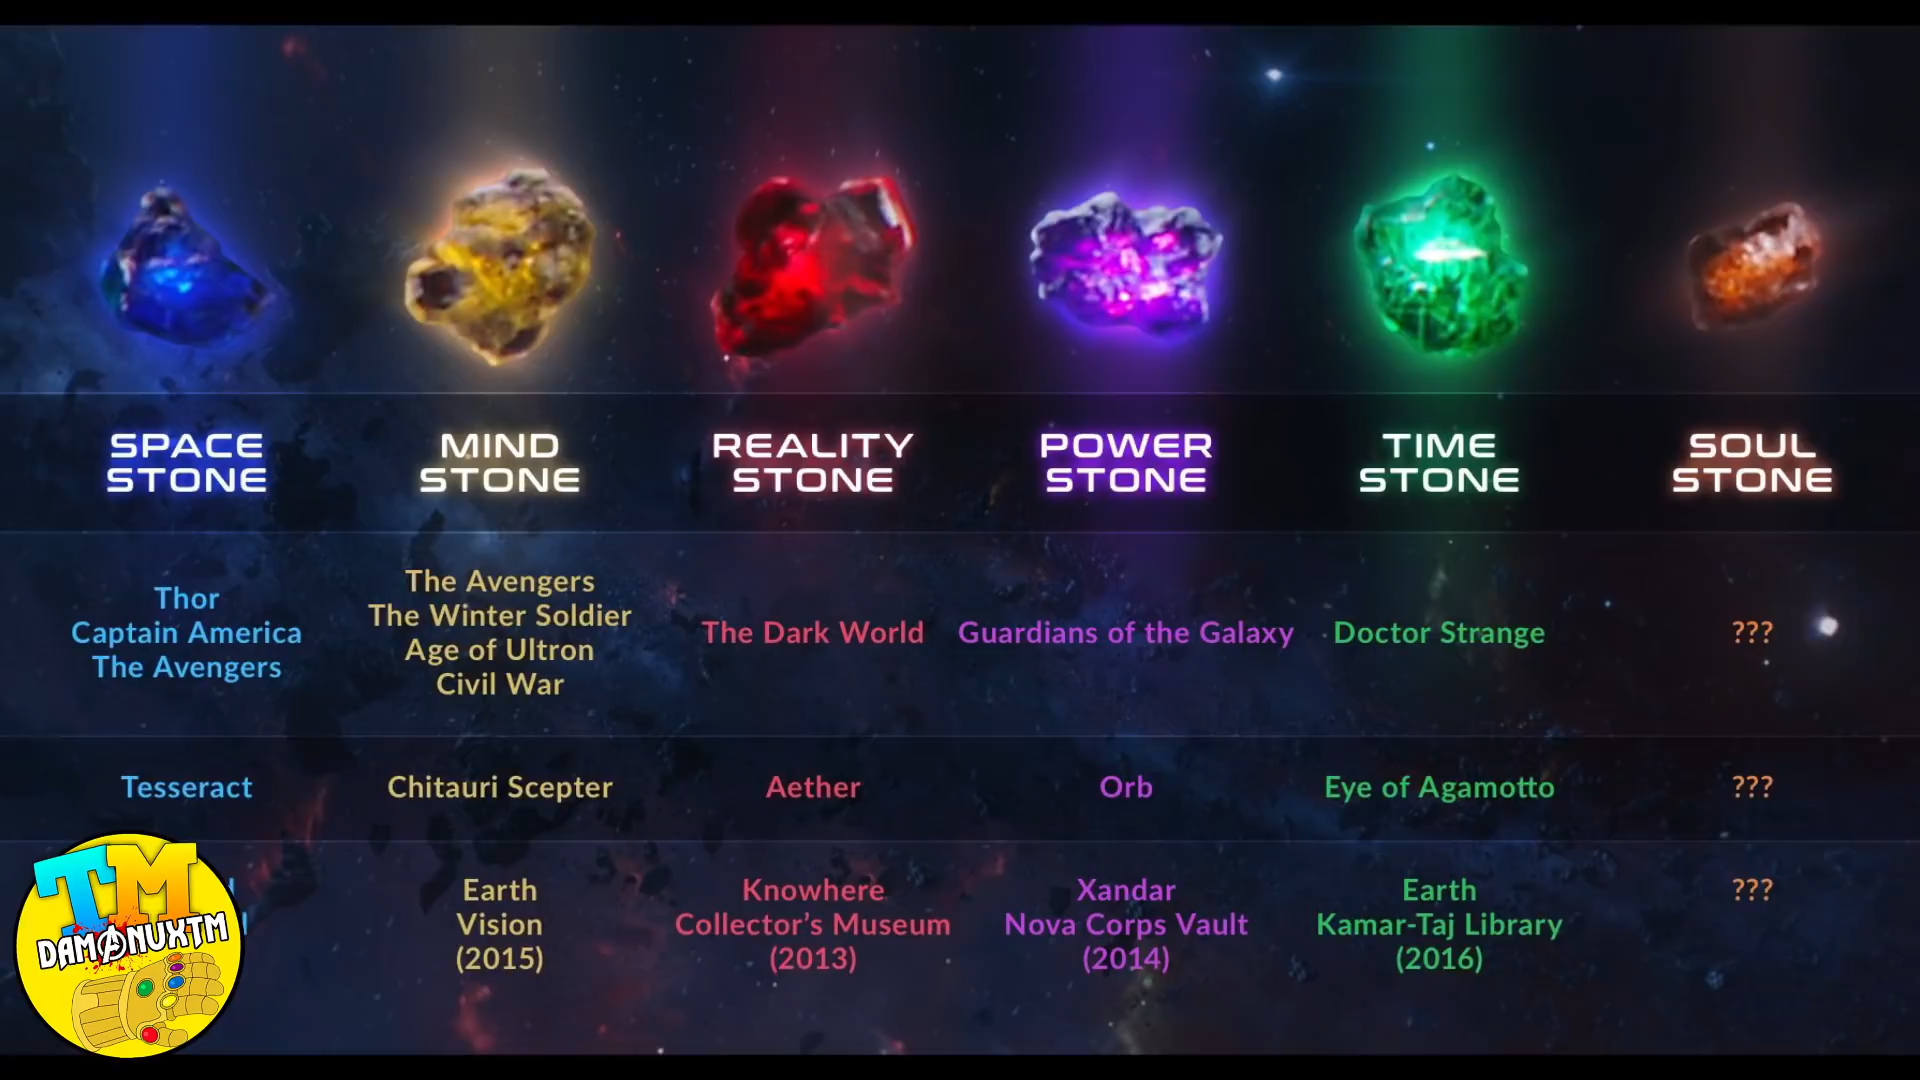 SPACE
STONE
MIND
STONE
REALITY
STONE
POWER
STONE
TIME
STONE
SOUL
STONE
Thor
Captain America
The Avengers
The Avengers
The Winter Soldier
Age of Ultron
Civil War
The Dark World
Guardians of the Galaxy
Doctor Strange
???
Tesseract
Chitauri Scepter
Aether
Orb
Eye of Agamotto
???
Earth
Vision
(2015)
Knowhere
Collector's Museum
(2013)
Xandar
Nova Corps Vault
(2014)
Earth
Kamar-Taj Library
(2016)
???
TM
DAMANUXTM